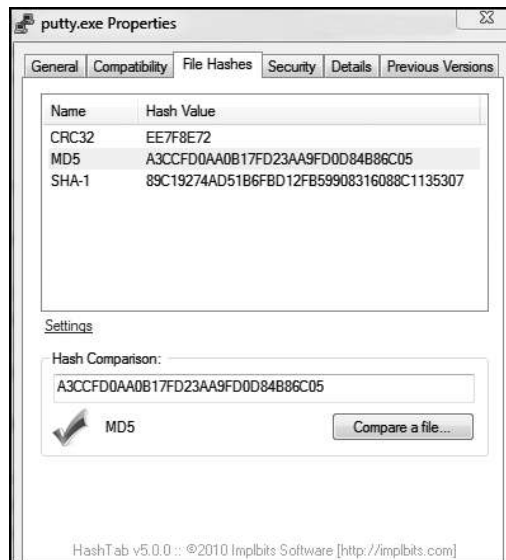 putty.exe Properties
General Compatibility File Hashes Security Details Previous Versions
Name Hash Value
CRC32 EE7F8E72
MD5 A3CCFD0AA0B17FD23AA9FD0D84B86C05
SHA-1 89C19274AD51B6FBD12FB59908316088C1135307
Settings
Hash Comparison:
A3CCFD0AA0B17FD23AA9FD0D84B86C05
MD5 Compare a file...
HashTab v5.0.0 :: ©2010 Implbits Software [http://implbits.com]